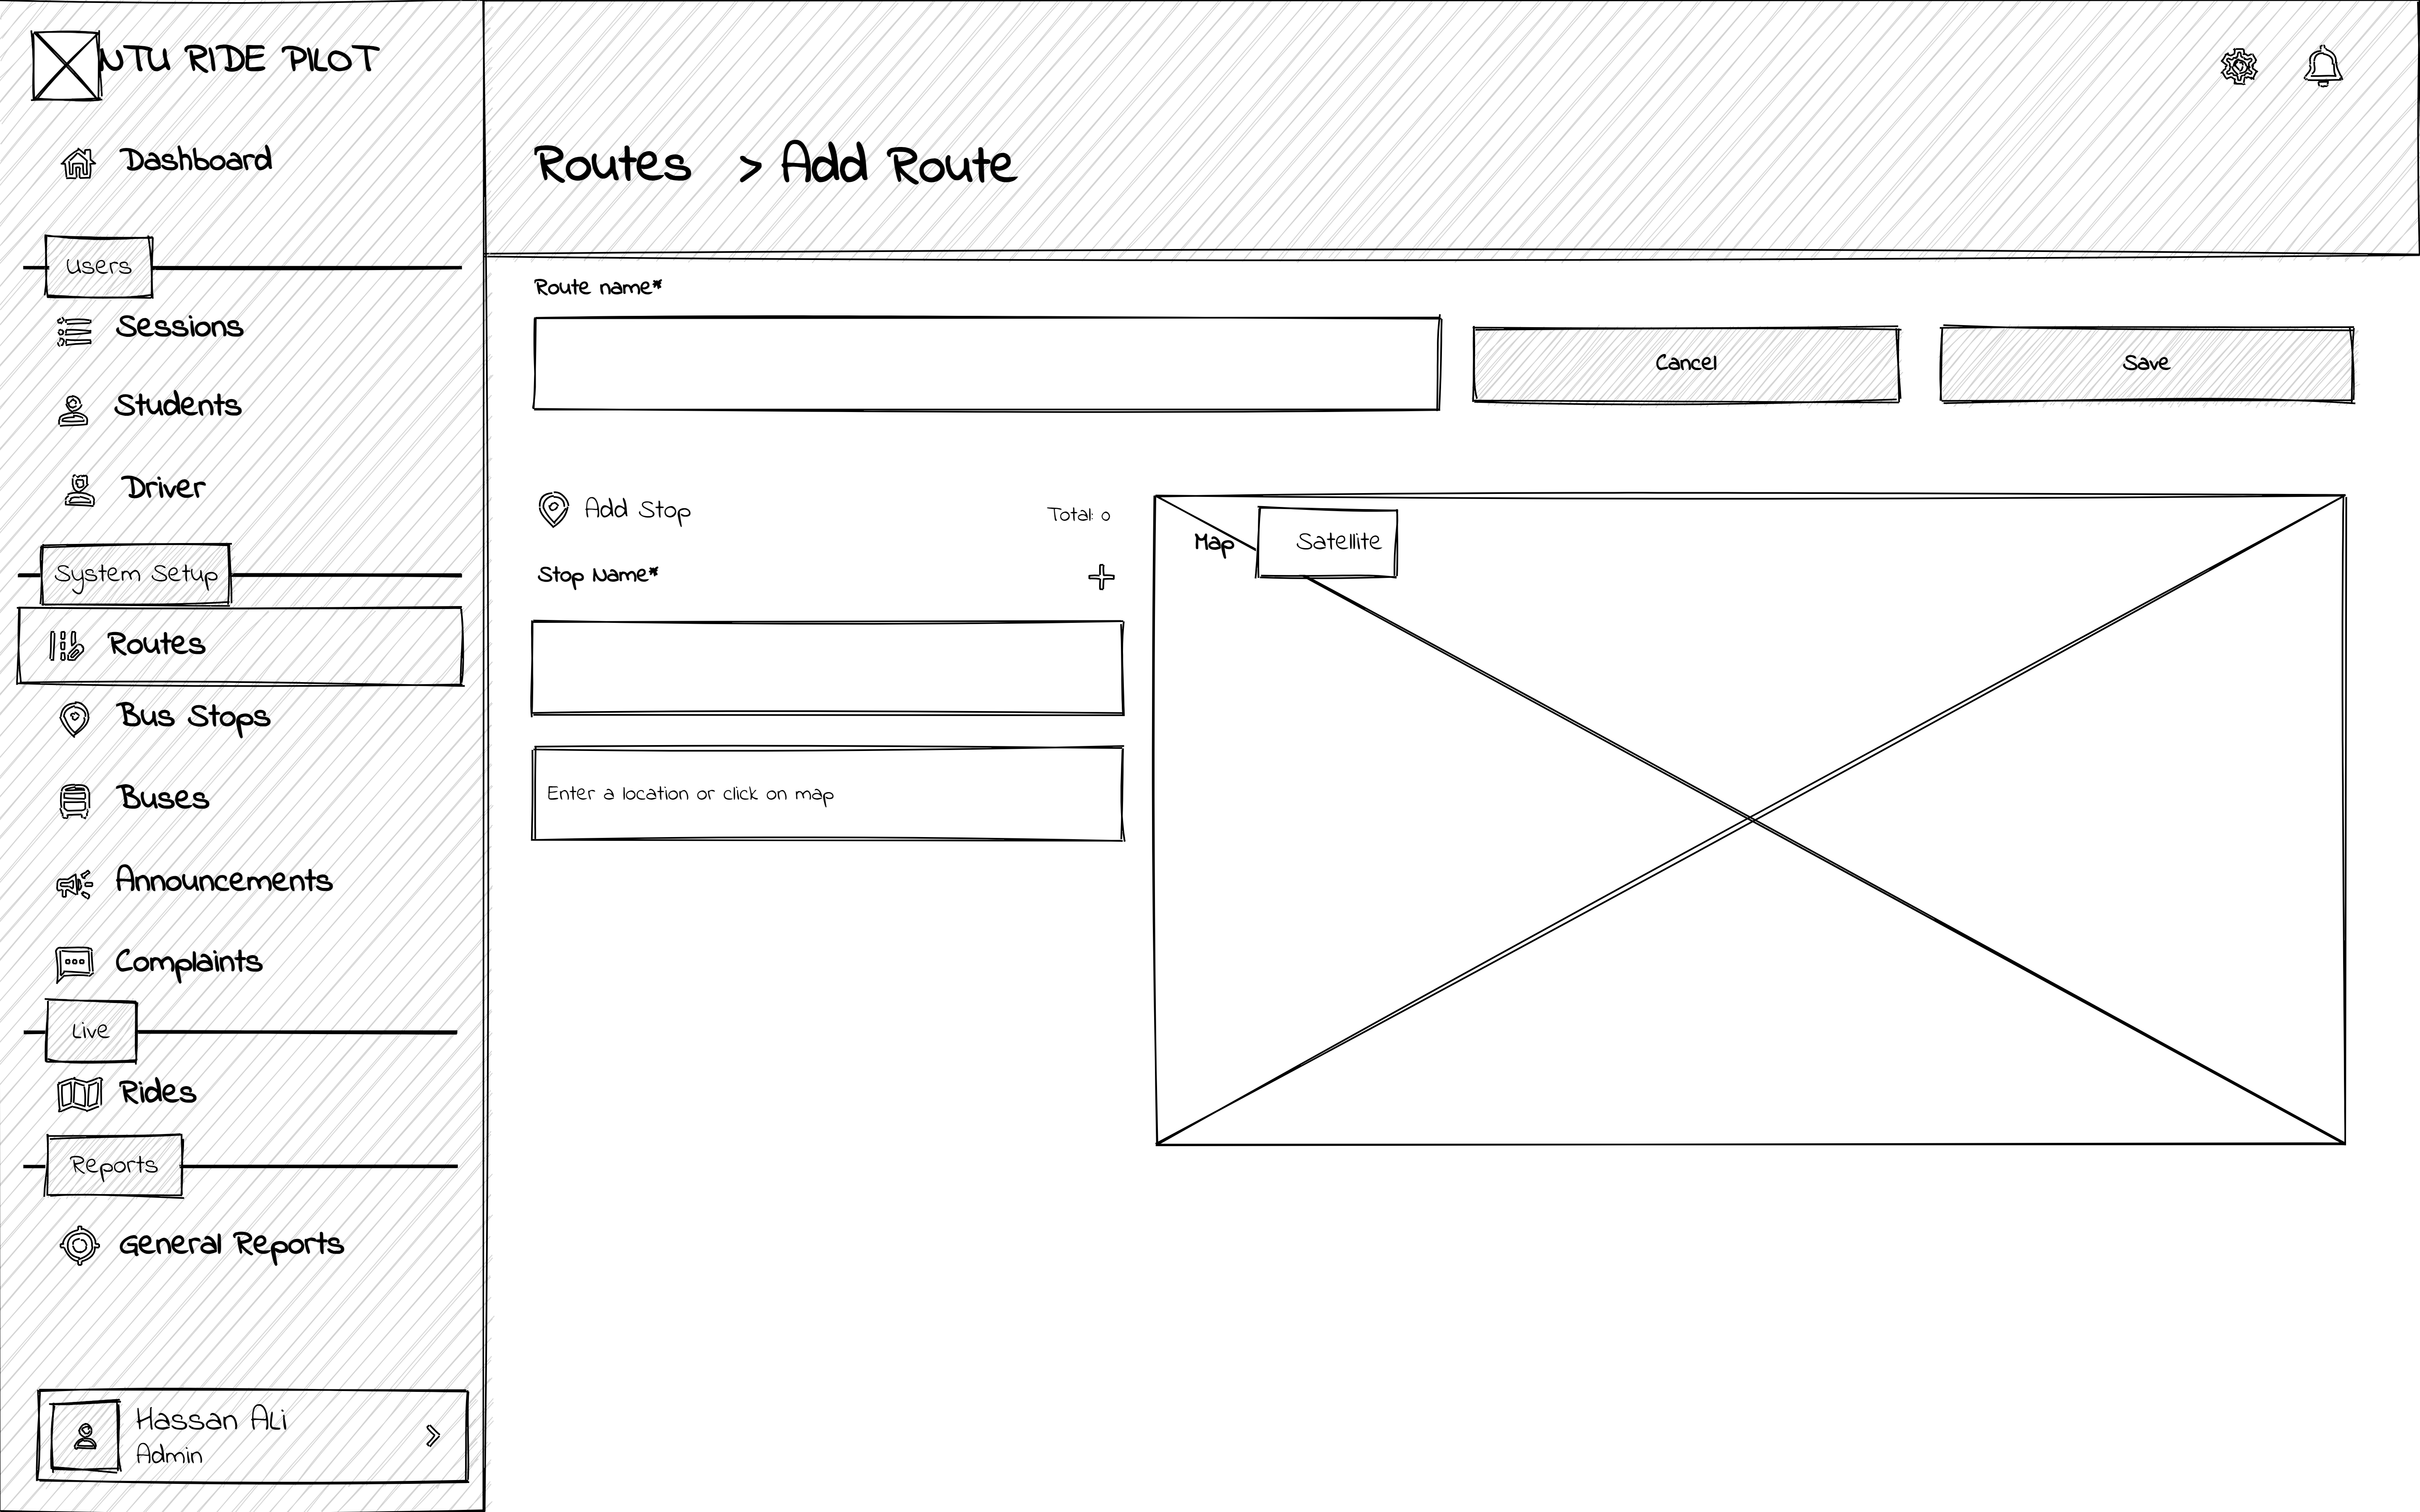 NTU RIDE PILOT
Dashboard
Users
Sessions
Students
Driver
System Setup
Routes
Bus Stops
Buses
Announcements
Complaints
Live
Rides
Reports
General Reports
Hassan Ali
Admin
Routes > Add Route
Route name*
Cancel
Save
Add Stop
Total: 0
Stop Name*
Enter a location or click on map
Map
Satellite